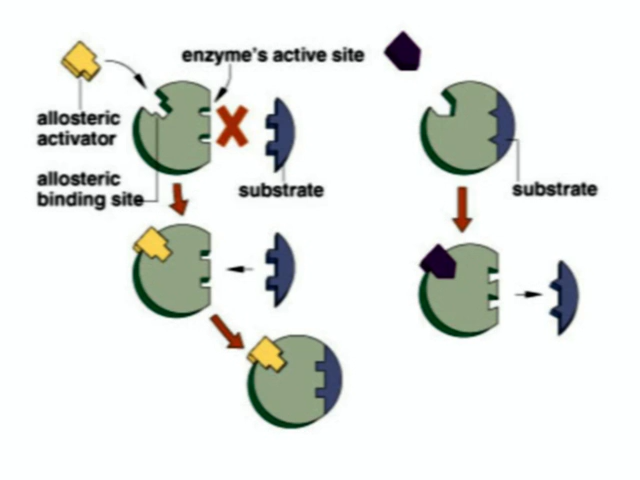 enzyme's active site
allosteric
activator
allosteric
binding site
substrate
substrate